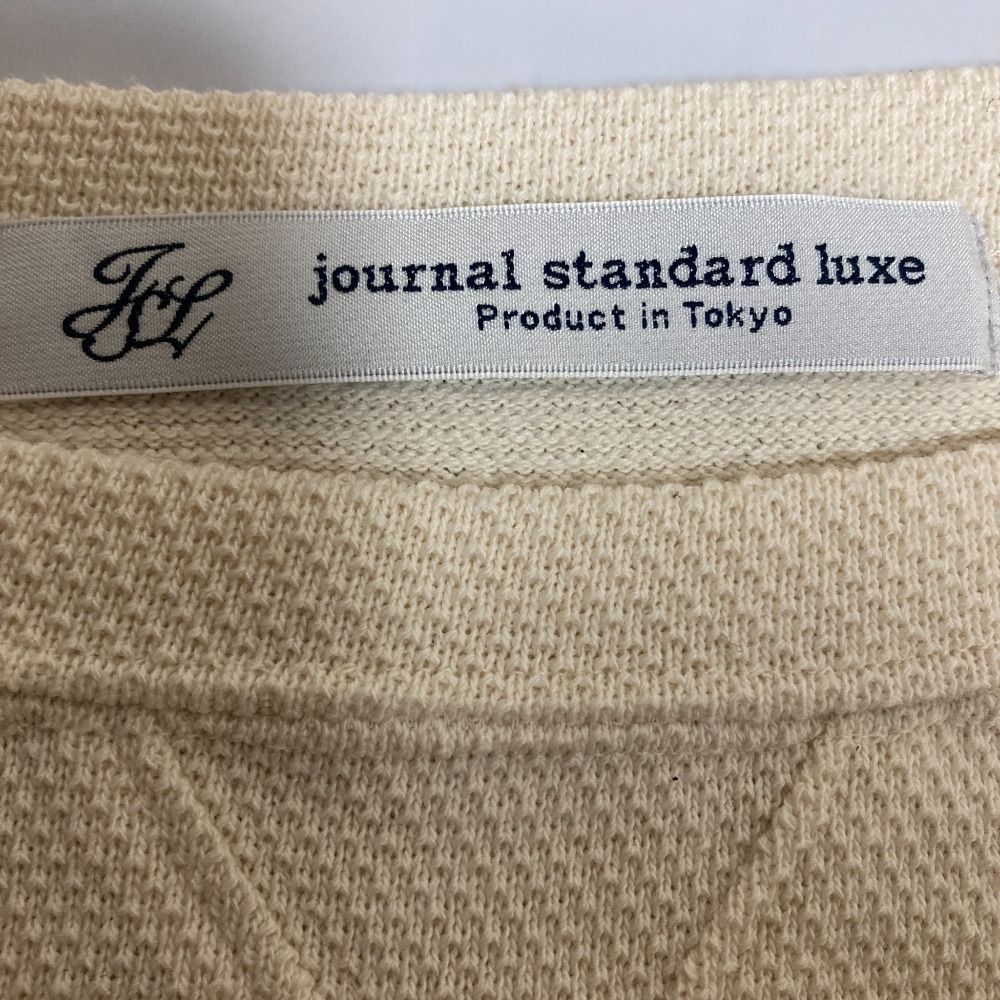 JSL
journal standard luxe
Product in Tokyo